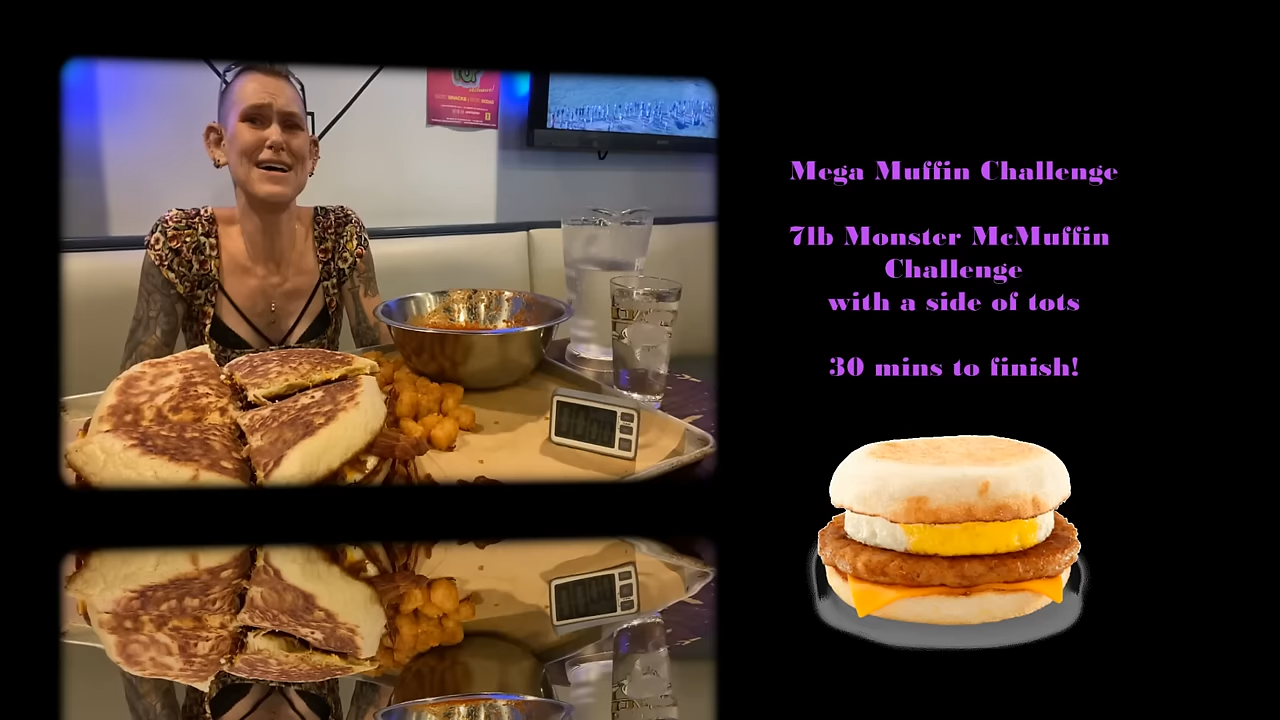 Mega Muffin Challenge
7lb Monster McMuffin
Challenge
with a side of tots
30 mins to finish!